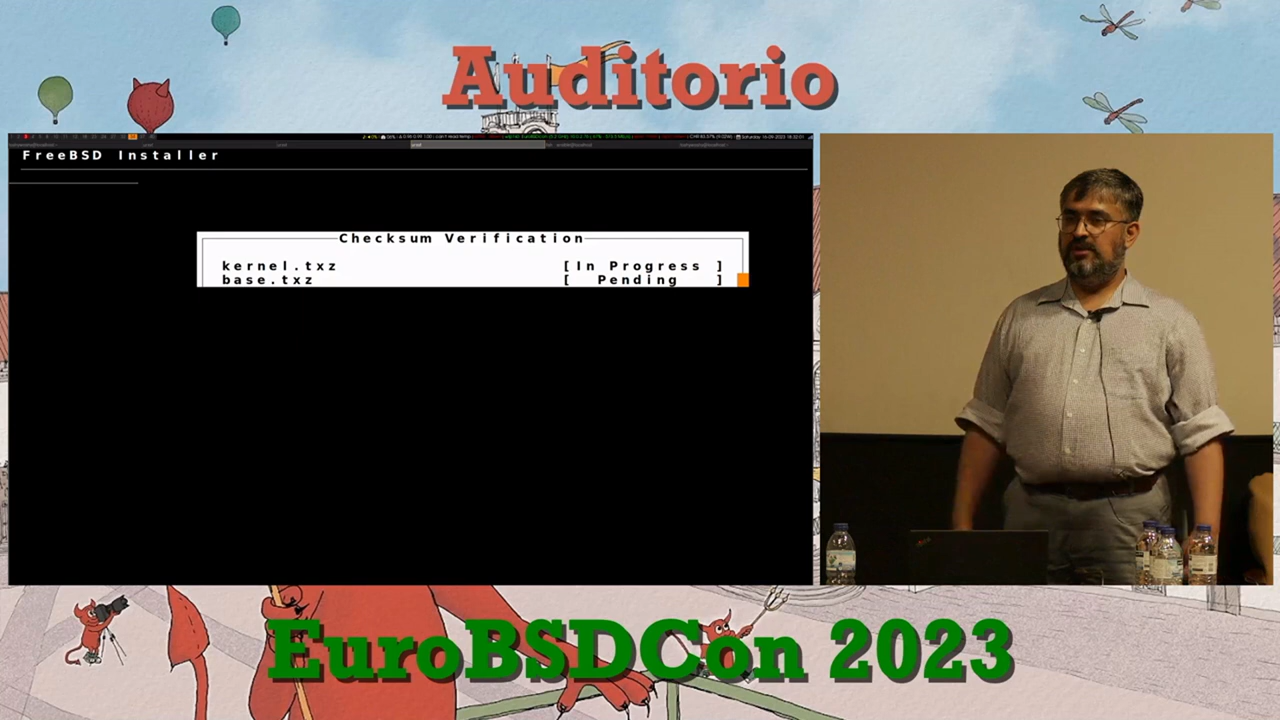 Auditorio
FreeBSD Installer
Checksum Verification
kernel.txz [In Progress ]
base.txz [ Pending ]
EuroBSDCon 2023